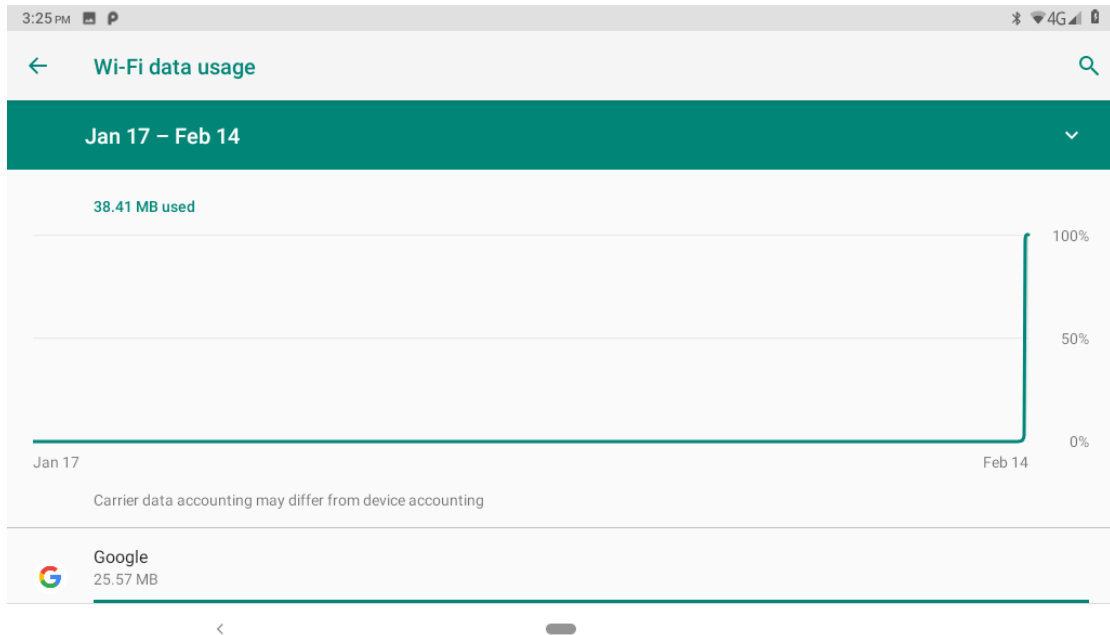 3:25 PM 4G
Wi-Fi data usage
Jan 17 – Feb 14
38.41 MB used
100%
50%
0%
Jan 17 Feb 14
Carrier data accounting may differ from device accounting
Google
25.57 MB